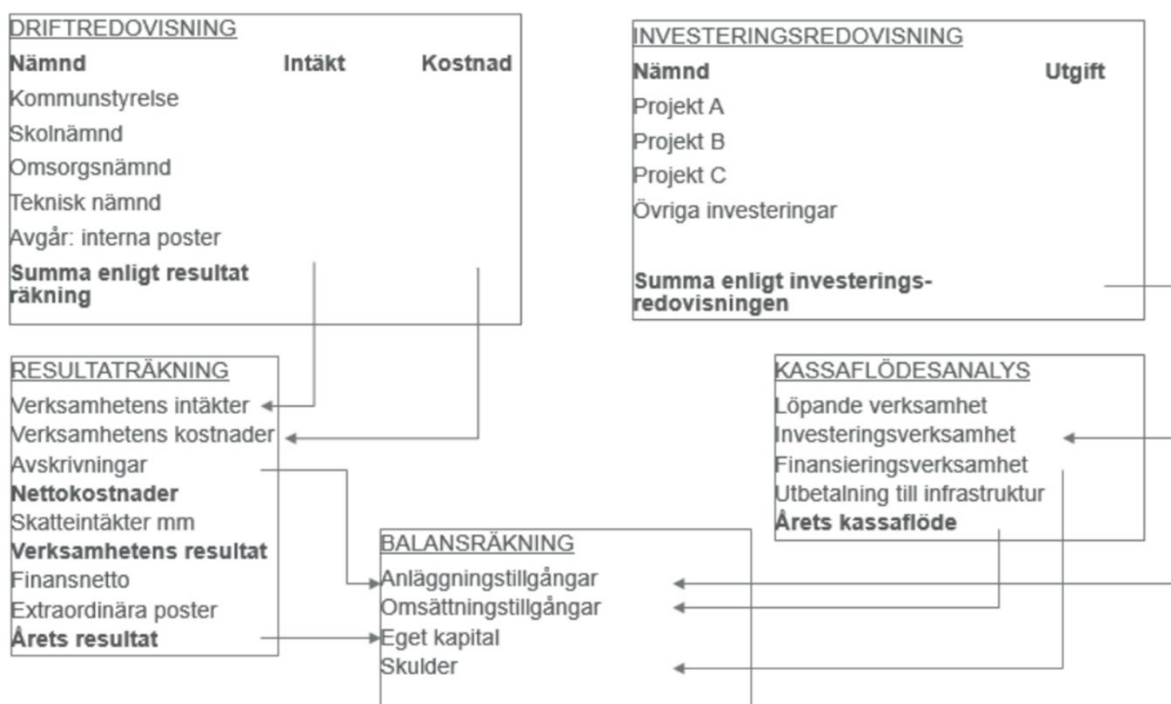 DRIFTREDOVISNING
Nämnd Intäkt Kostnad
Kommunstyrelse
Skolnämnd
Omsorgsnämnd
Teknisk nämnd
Avgår: interna poster
Summa enligt resultat
räkning
INVESTERINGSREDOVISNING
Nämnd Utgift
Projekt A
Projekt B
Projekt C
Övriga investeringar
Summa enligt investerings-
redovisningen
RESULTATRÄKNING
Verksamhetens intäkter
Verksamhetens kostnader
Avskrivningar
Nettokostnader
Skatteintäkter mm
Verksamhetens resultat
Finansnetto
Extraordinära poster
Årets resultat
KASSAFLÖDESANALYS
Löpande verksamhet
Investeringsverksamhet
Finansieringsverksamhet
Utbetalning till infrastruktur
Årets kassaflöde
BALANSRÄKNING
Anläggningstillgångar
Omsättningstillgångar
Eget kapital
Skulder